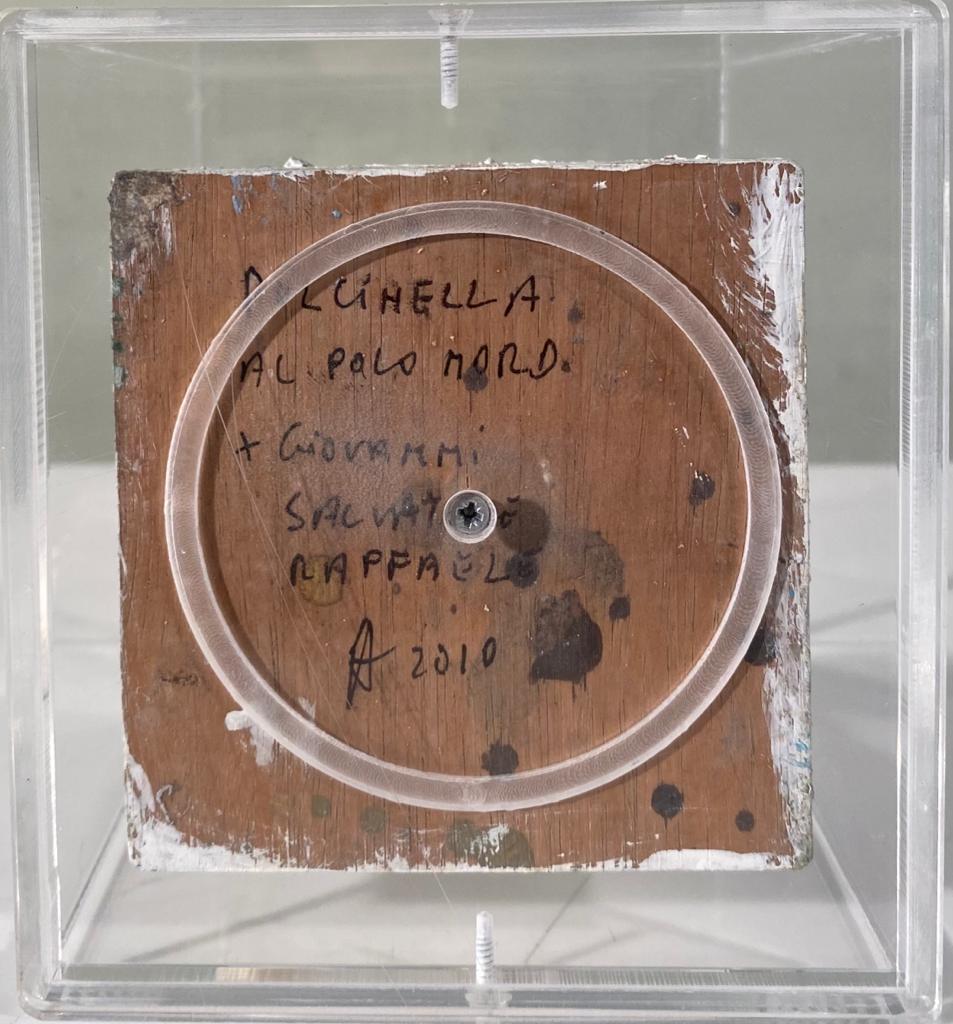 PULCINELLA
AL POLO NORD.
+ GIOVANNI
SALVATORE
RAFFAELE
A 2010